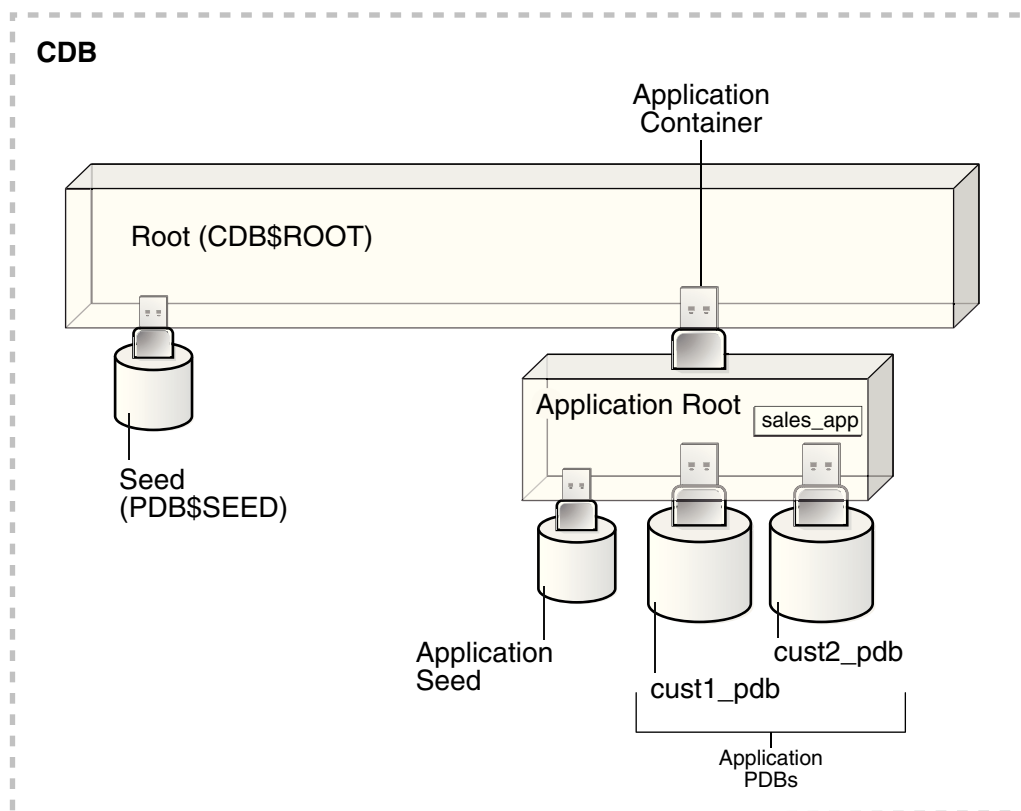 CDB
Application
Container
Root (CDB$ROOT)
Application Root
sales_app
Seed
(PDB$SEED)
Application
Seed
cust1_pdb
cust2_pdb
Application
PDBs